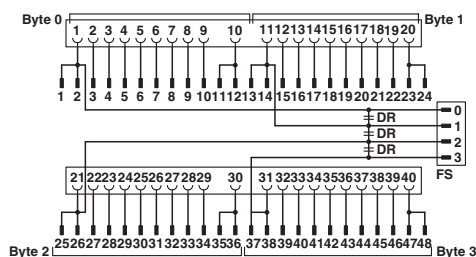 Byte 0 Byte 1
1 2 3 4 5 6 7 8 9 10 11 12 13 14 15 16 17 18 19 20
1 2 3 4 5 6 7 8 9 10 11 12 13 14 15 16 17 18 19 20 21 22 23 24
0
DR
1
DR
2
DR
3
FS
21 22 23 24 25 26 27 28 29 30 31 32 33 34 35 36 37 38 39 40
25 26 27 28 29 30 31 32 33 34 35 36 37 38 39 40 41 42 43 44 45 46 47 48
Byte 2 Byte 3